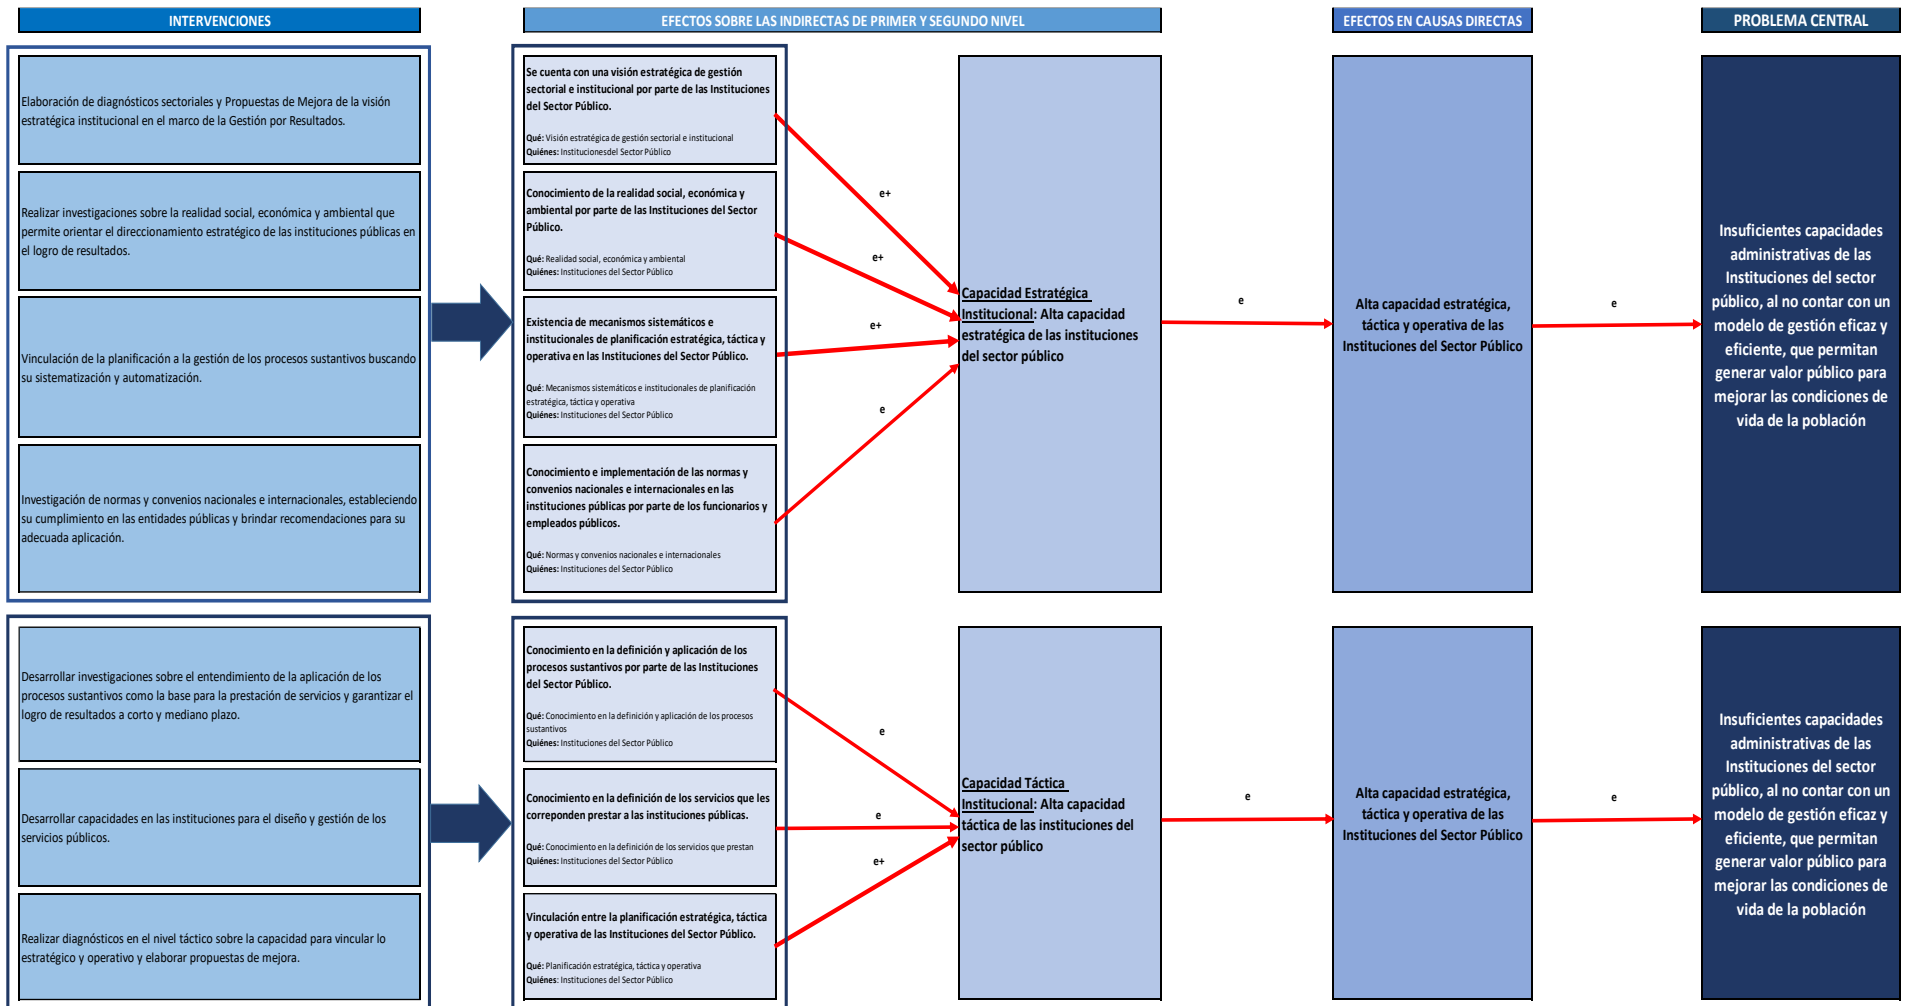 INTERVENCIONES
EFECTOS SOBRE LAS INDIRECTAS DE PRIMER Y SEGUNDO NIVEL
EFECTOS EN CAUSAS DIRECTAS
PROBLEMA CENTRAL
Elaboración de diagnósticos sectoriales y Propuestas de Mejora de la visión
estratégica institucional en el marco de la Gestión por Resultados.
Realizar investigaciones sobre la realidad social, económica y ambiental que
permite orientar el direccionamiento estratégico de las instituciones públicas en
el logro de resultados.
Vinculación de la planificación a la gestión de los procesos sustantivos buscando
su sistematización y automatización.
Investigación de normas y convenios nacionales e internacionales, estableciendo
su cumplimiento en las entidades públicas y brindar recomendaciones para su
adecuada aplicación.
Se cuenta con una visión estratégica de gestión
sectorial e institucional por parte de las Instituciones
del Sector Público.
Qué: Visión estratégica de gestión sectorial e institucional
Quiénes: Institucionesdel Sector Público
Conocimiento de la realidad social, económica y
ambiental por parte de las Instituciones del Sector
Público.
Qué: Realidad social, económica y ambiental
Quiénes: Instituciones del Sector Público
Existencia de mecanismos sistemáticos e
institucionales de planificación estratégica, táctica y
operativa en las Instituciones del Sector Público.
Qué: Mecanismos sistemáticos e institucionales de planificación
estratégica, táctica y operativa
Quiénes: Instituciones del Sector Público
Conocimiento e implementación de las normas y
convenios nacionales e internacionales en las
instituciones públicas por parte de los funcionarios y
empleados públicos.
Qué: Normas y convenios nacionales e internacionales
Quiénes: Instituciones del Sector Público
e+
e+
e+
e
Capacidad Estratégica
Institucional: Alta capacidad
estratégica de las instituciones
del sector público
e
Alta capacidad estratégica,
táctica y operativa de las
Instituciones del Sector Público
e
Insuficientes capacidades
administrativas de las
Instituciones del sector
público, al no contar con un
modelo de gestión eficaz y
eficiente, que permitan
generar valor público para
mejorar las condiciones de
vida de la población
Desarrollar investigaciones sobre el entendimiento de la aplicación de los
procesos sustantivos como la base para la prestación de servicios y garantizar el
logro de resultados a corto y mediano plazo.
Desarrollar capacidades en las instituciones para el diseño y gestión de los
servicios públicos.
Realizar diagnósticos en el nivel táctico sobre la capacidad para vincular lo
estratégico y operativo y elaborar propuestas de mejora.
Conocimiento en la definición y aplicación de los
procesos sustantivos por parte de las Instituciones
del Sector Público.
Qué: Conocimiento en la definición y aplicación de los procesos
sustantivos
Quiénes: Instituciones del Sector Público
Conocimiento en la definición de los servicios que les
correponden prestar a las instituciones públicas.
Qué: Conocimiento en la definición de los servicios que prestan
Quiénes: Instituciones del Sector Público
Vinculación entre la planificación estratégica, táctica
y operativa de las Instituciones del Sector Público.
Qué: Planificación estratégica, táctica y operativa
Quiénes: Instituciones del Sector Público
e
e
e+
Capacidad Táctica
Institucional: Alta capacidad
táctica de las instituciones del
sector público
e
Alta capacidad estratégica,
táctica y operativa de las
Instituciones del Sector Público
e
Insuficientes capacidades
administrativas de las
Instituciones del sector
público, al no contar con un
modelo de gestión eficaz y
eficiente, que permitan
generar valor público para
mejorar las condiciones de
vida de la población